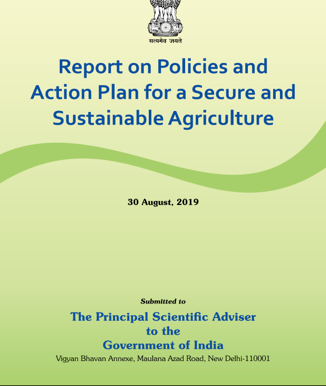 सत्यमेव जयते
Report on Policies and
Action Plan for a Secure and
Sustainable Agriculture
30 August, 2019
Submitted to
The Principal Scientific Adviser
to the
Government of India
Vigyan Bhavan Annexe, Maulana Azad Road, New Delhi-110001